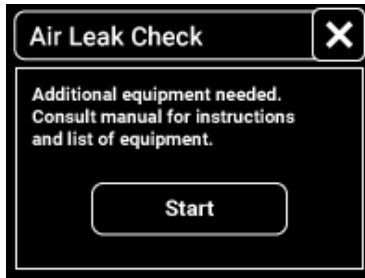 Air Leak Check
Additional equipment needed.
Consult manual for instructions
and list of equipment.
Start